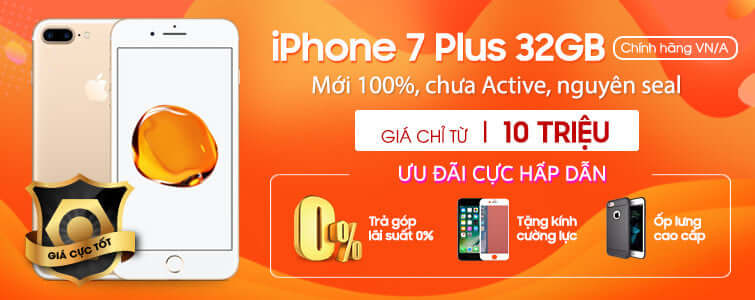 iPhone 7 Plus 32GB Chính hãng VN/A
Mới 100%, chưa Active, nguyên seal
GIÁ CHỈ TỪ | 10 TRIỆU
ƯU ĐÃI CỰC HẤP DẪN
0%
Trả góp
lãi suất 0%
Tặng kính
cường lực
Ốp lưng
cao cấp
GIÁ CỰC TỐT